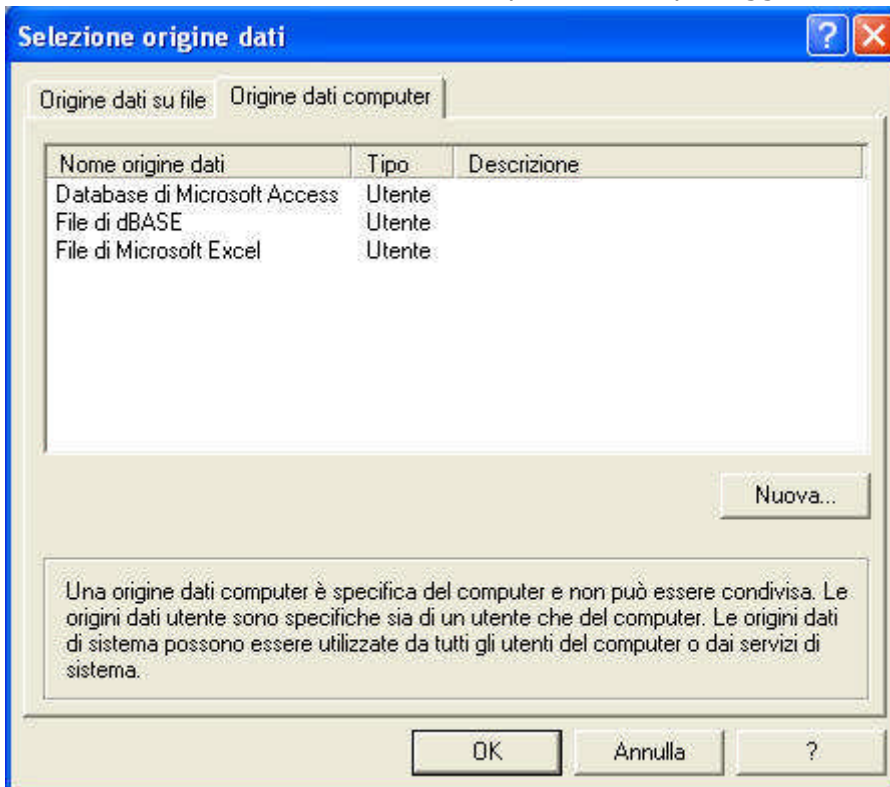 Selezione origine dati
?
Origine dati su file Origine dati computer
Nome origine dati Tipo Descrizione
Database di Microsoft Access Utente
File di dBASE Utente
File di Microsoft Excel Utente
Nuova...
Una origine dati computer è specifica del computer e non può essere condivisa. Le
origini dati utente sono specifiche sia di un utente che del computer. Le origini dati
di sistema possono essere utilizzate da tutti gli utenti del computer o dai servizi di
sistema.
OK Annulla ?